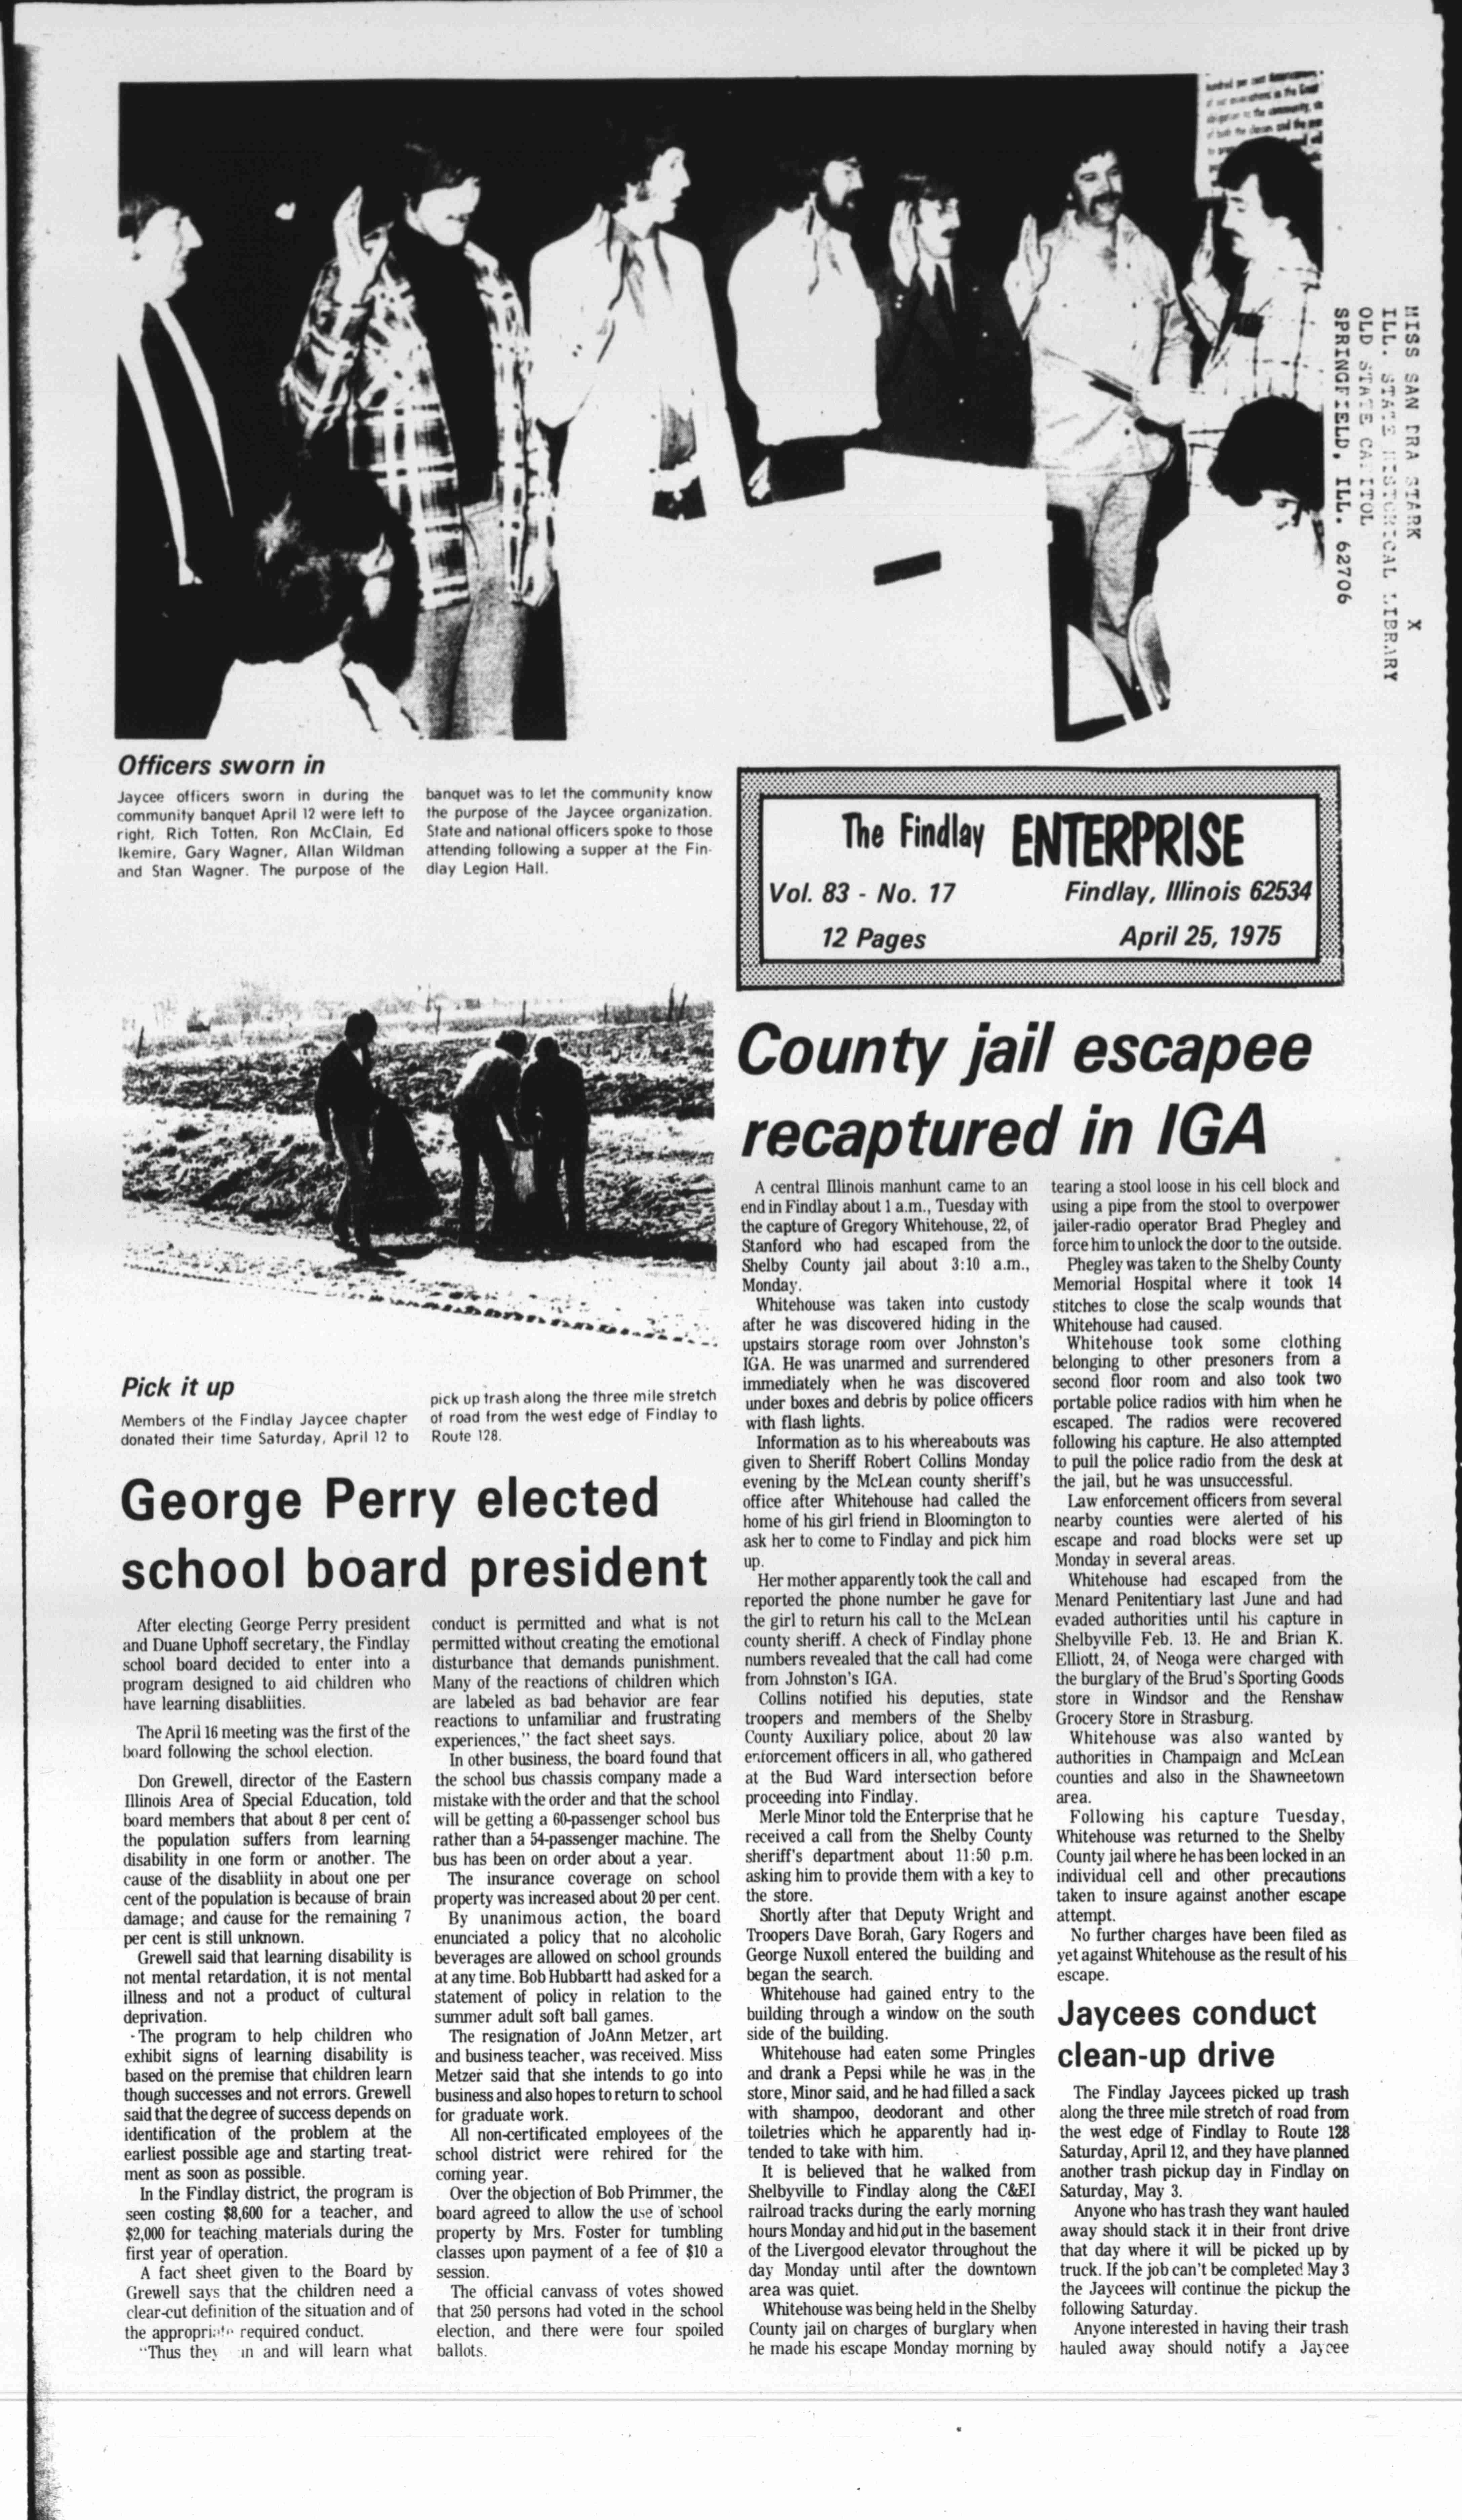 MISS SAN DRA STARK X
ILL. STATE HISTORICAL LIBRARY
OLD STATE CAPITOL
SPRINGFIELD, ILL. 62706
Officers sworn in
Jaycee officers sworn in during the
community banquet April 12 were left to
right, Rich Totten, Ron McClain, Ed
Ikemire, Gary Wagner, Allan Wildman
and Stan Wagner. The purpose of the
banquet was to let the community know
the purpose of the Jaycee organization.
State and national officers spoke to those
attending following a supper at the Fin-
dlay Legion Hall.
The Findlay ENTERPRISE
Vol. 83 - No. 17 Findlay, Illinois 62534
12 Pages April 25, 1975
Pick it up
Members of the Findlay Jaycee chapter
donated their time Saturday, April 12 to
pick up trash along the three mile stretch
of road from the west edge of Findlay to
Route 128.
George Perry elected
school board president
After electing George Perry president
and Duane Uphoff secretary, the Findlay
school board decided to enter into a
program designed to aid children who
have learning disabliities.
The April 16 meeting was the first of the
board following the school election.
Don Grewell, director of the Eastern
Illinois Area of Special Education, told
board members that about 8 per cent of
the population suffers from learning
disability in one form or another. The
cause of the disabliity in about one per
cent of the population is because of brain
damage; and cause for the remaining 7
per cent is still unknown.
Grewell said that learning disability is
not mental retardation, it is not mental
illness and not a product of cultural
deprivation.
The program to help children who
exhibit signs of learning disability is
based on the premise that children learn
though successes and not errors. Grewell
said that the degree of success depends on
identification of the problem at the
earliest possible age and starting treat-
ment as soon as possible.
In the Findlay district, the program is
seen costing $8,600 for a teacher, and
$2,000 for teaching materials during the
first year of operation.
A fact sheet given to the Board by
Grewell says that the children need a
clear-cut definition of the situation and of
the appropriate required conduct.
"Thus they and will learn what
conduct is permitted and what is not
permitted without creating the emotional
disturbance that demands punishment.
Many of the reactions of children which
are labeled as bad behavior are fear
reactions to unfamiliar and frustrating
experiences," the fact sheet says.
In other business, the board found that
the school bus chassis company made a
mistake with the order and that the school
will be getting a 60-passenger school bus
rather than a 54-passenger machine. The
bus has been on order about a year.
The insurance coverage on school
property was increased about 20 per cent.
By unanimous action, the board
enunciated a policy that no alcoholic
beverages are allowed on school grounds
at any time. Bob Hubbartt had asked for a
statement of policy in relation to the
summer adult soft ball games.
The resignation of JoAnn Metzer, art
and business teacher, was received. Miss
Metzer said that she intends to go into
business and also hopes to return to school
for graduate work.
All non-certificated employees of the
school district were rehired for the
coming year.
Over the objection of Bob Primmer, the
board agreed to allow the use of school
property by Mrs. Foster for tumbling
classes upon payment of a fee of $10 a
session.
The official canvass of votes showed
that 250 persons had voted in the school
election, and there were four spoiled
ballots.
County jail escapee
recaptured in IGA
A central Illinois manhunt came to an
end in Findlay about 1 a.m., Tuesday with
the capture of Gregory Whitehouse, 22, of
Stanford who had escaped from the
Shelby County jail about 3:10 a.m.,
Monday.
Whitehouse was taken into custody
after he was discovered hiding in the
upstairs storage room over Johnston's
IGA. He was unarmed and surrendered
immediately when he was discovered
under boxes and debris by police officers
with flash lights.
Information as to his whereabouts was
given to Sheriff Robert Collins Monday
evening by the McLean county sheriff's
office after Whitehouse had called the
home of his girl friend in Bloomington to
ask her to come to Findlay and pick him
up.
Her mother apparently took the call and
reported the phone number he gave for
the girl to return his call to the McLean
county sheriff. A check of Findlay phone
numbers revealed that the call had come
from Johnston's IGA.
Collins notified his deputies, state
troopers and members of the Shelby
County Auxiliary police, about 20 law
enforcement officers in all, who gathered
at the Bud Ward intersection before
proceeding into Findlay.
Merle Minor told the Enterprise that he
received a call from the Shelby County
sheriff's department about 11:50 p.m.
asking him to provide them with a key to
the store.
Shortly after that Deputy Wright and
Troopers Dave Borah, Gary Rogers and
George Nuxoll entered the building and
began the search.
Whitehouse had gained entry to the
building through a window on the south
side of the building.
Whitehouse had eaten some Pringles
and drank a Pepsi while he was in the
store, Minor said, and he had filled a sack
with shampoo, deodorant and other
toiletries which he apparently had in-
tended to take with him.
It is believed that he walked from
Shelbyville to Findlay along the C&EI
railroad tracks during the early morning
hours Monday and hid out in the basement
of the Livergood elevator throughout the
day Monday until after the downtown
area was quiet.
Whitehouse was being held in the Shelby
County jail on charges of burglary when
he made his escape Monday morning by
tearing a stool loose in his cell block and
using a pipe from the stool to overpower
jailer-radio operator Brad Phegley and
force him to unlock the door to the outside.
Phegley was taken to the Shelby County
Memorial Hospital where it took 14
stitches to close the scalp wounds that
Whitehouse had caused.
Whitehouse took some clothing
belonging to other presoners from a
second floor room and also took two
portable police radios with him when he
escaped. The radios were recovered
following his capture. He also attempted
to pull the police radio from the desk at
the jail, but he was unsuccessful.
Law enforcement officers from several
nearby counties were alerted of his
escape and road blocks were set up
Monday in several areas.
Whitehouse had escaped from the
Menard Penitentiary last June and had
evaded authorities until his capture in
Shelbyville Feb. 13. He and Brian K.
Elliott, 24, of Neoga were charged with
the burglary of the Brud's Sporting Goods
store in Windsor and the Renshaw
Grocery Store in Strasburg.
Whitehouse was also wanted by
authorities in Champaign and McLean
counties and also in the Shawneetown
area.
Following his capture Tuesday,
Whitehouse was returned to the Shelby
County jail where he has been locked in an
individual cell and other precautions
taken to insure against another escape
attempt.
No further charges have been filed as
yet against Whitehouse as the result of his
escape.
Jaycees conduct
clean-up drive
The Findlay Jaycees picked up trash
along the three mile stretch of road from
the west edge of Findlay to Route 128
Saturday, April 12, and they have planned
another trash pickup day in Findlay on
Saturday, May 3.
Anyone who has trash they want hauled
away should stack it in their front drive
that day where it will be picked up by
truck. If the job can't be completed May 3
the Jaycees will continue the pickup the
following Saturday.
Anyone interested in having their trash
hauled away should notify a Jaycee